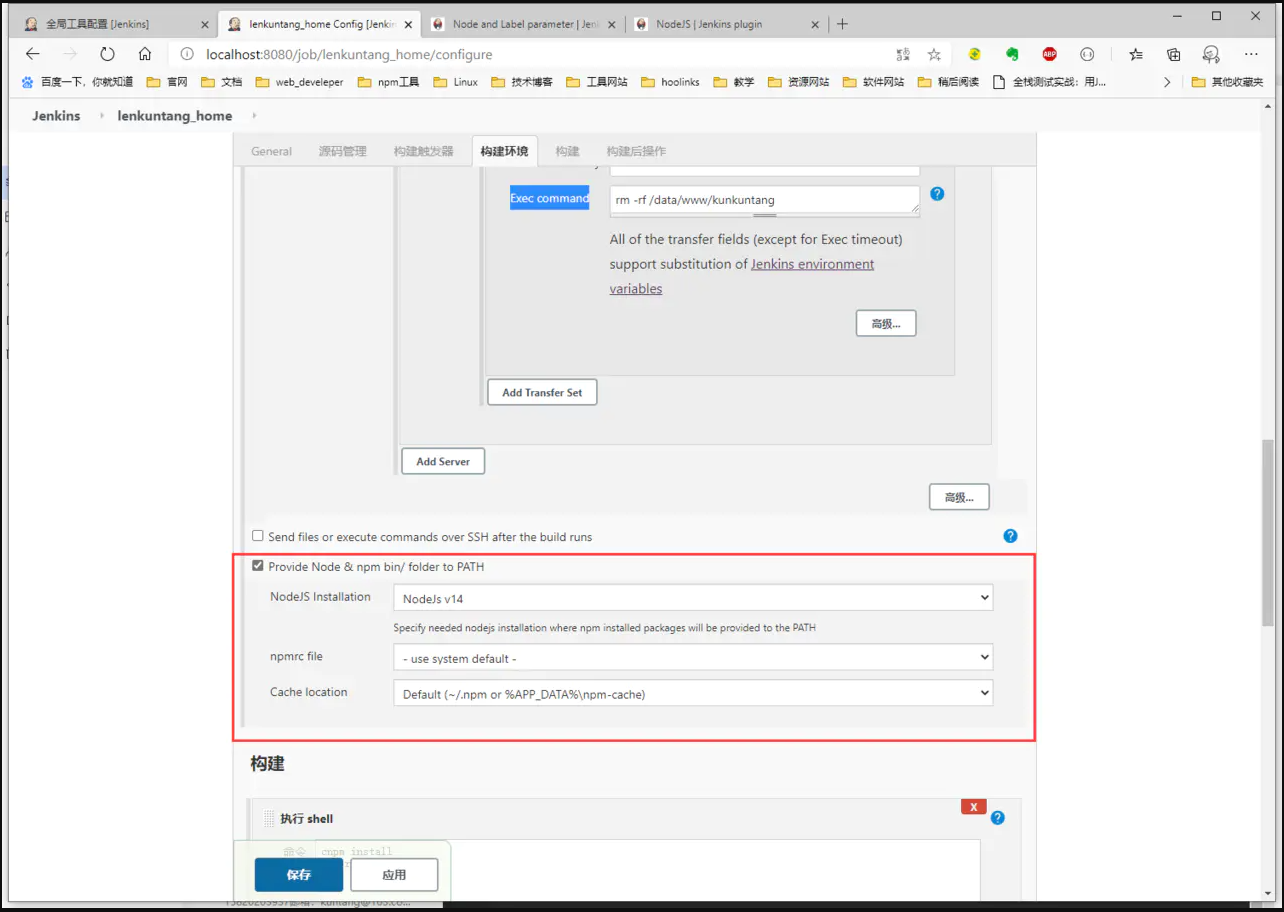 全局工具配置 [Jenkins]
lenkuntang_home Config [Jenkin
Node and Label parameter | Jen
NodeJS | Jenkins plugin
localhost:8080/job/lenkuntang_home/configure
ABP
百度一下，你就知道
官网
文档
web_develeper
npm工具
Linux
技术博客
工具网站
hoolinks
教学
资源网站
软件网站
稍后阅读
全栈测试实战：用J...
其他收藏夹
Jenkins
lenkuntang_home
General
源码管理
构建触发器
构建环境
构建
构建后操作
Exec command
rm -rf /data/www/kunkuntang
All of the transfer fields (except for Exec timeout)
support substitution of Jenkins environment
variables
高级...
Add Transfer Set
Add Server
高级...
Send files or execute commands over SSH after the build runs
Provide Node & npm bin/ folder to PATH
NodeJS Installation
NodeJs v14
Specify needed nodejs installation where npm installed packages will be provided to the PATH
npmrc file
- use system default -
Cache location
Default (~/.npm or %APP_DATA%\npm-cache)
构建
执行 shell
X
命令
cnpm install
保存
应用